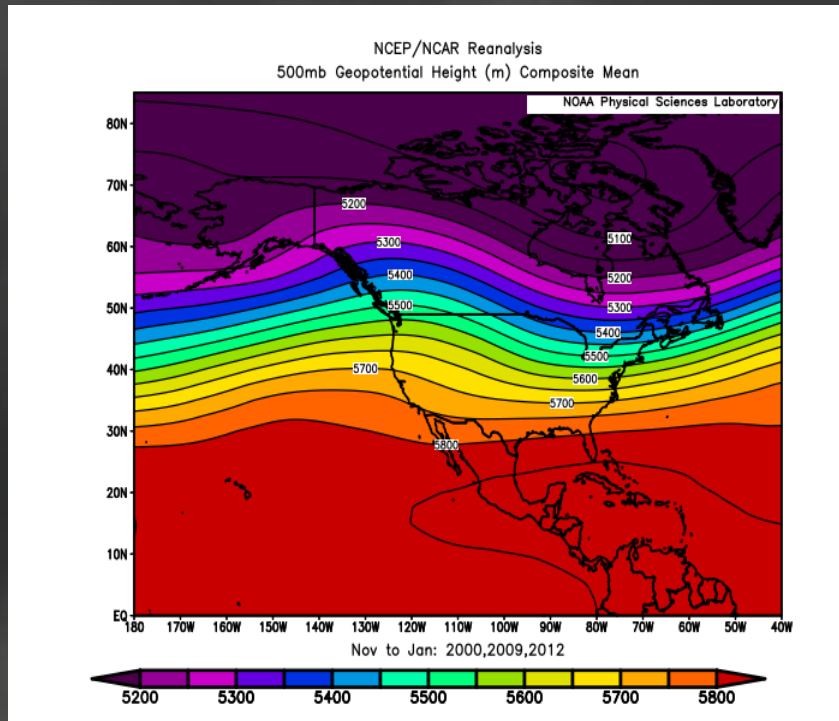 NCEP/NCAR Reanalysis
500mb Geopotential Height (m) Composite Mean
NOAA Physical Sciences Laboratory
80N
70N
60N
50N
40N
30N
20N
10N
EQ
5200
5300
5400
5500
5700
5800
5100
5200
5300
5400
5500
5600
5700
180 170W 160W 150W 140W 130W 120W 110W 100W 90W 80W 70W 60W 50W 40W
Nov to Jan: 2000,2009,2012
5200 5300 5400 5500 5600 5700 5800